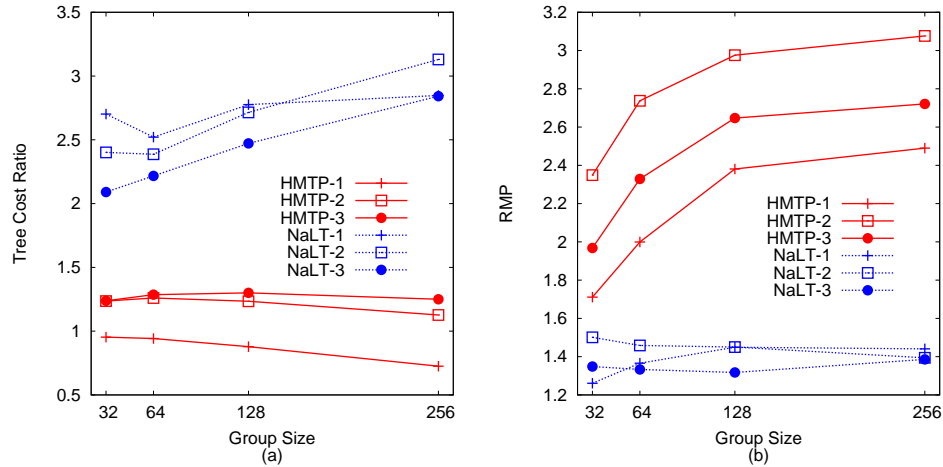 3.5
3
2.5
2
1.5
1
0.5
Tree Cost Ratio
HMTP-1
HMTP-2
HMTP-3
NaLT-1
NaLT-2
NaLT-3
32 64 128 256
Group Size
(a)
3.2
3
2.8
2.6
2.4
2.2
2
1.8
1.6
1.4
1.2
RMP
HMTP-1
HMTP-2
HMTP-3
NaLT-1
NaLT-2
NaLT-3
32 64 128 256
Group Size
(b)